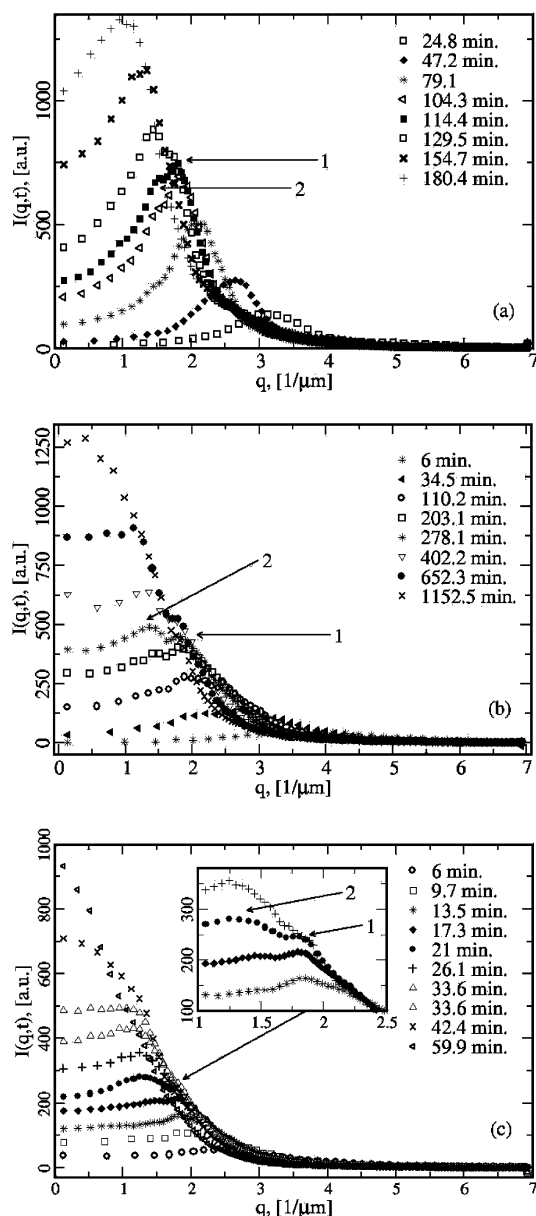 1000
500
0
I(q,t), [a.u.]
24.8 min.
47.2 min.
79.1
104.3 min.
114.4 min.
129.5 min.
154.7 min.
180.4 min.
1
2
(a)
0 1 2 3 4 5 6 7
q, [1/μm]
1250
1000
750
500
250
0
I(q,t), [a.u.]
6 min.
34.5 min.
110.2 min.
203.1 min.
278.1 min.
402.2 min.
652.3 min.
1152.5 min.
2
1
(b)
0 1 2 3 4 5 6 7
q, [1/μm]
1000
800
600
400
200
0
I(q,t), [a.u.]
300
200
100
1 1.5 2 2.5
2
1
6 min.
9.7 min.
13.5 min.
17.3 min.
21 min.
26.1 min.
33.6 min.
33.6 min.
42.4 min.
59.9 min.
(c)
0 1 2 3 4 5 6 7
q, [1/μm]